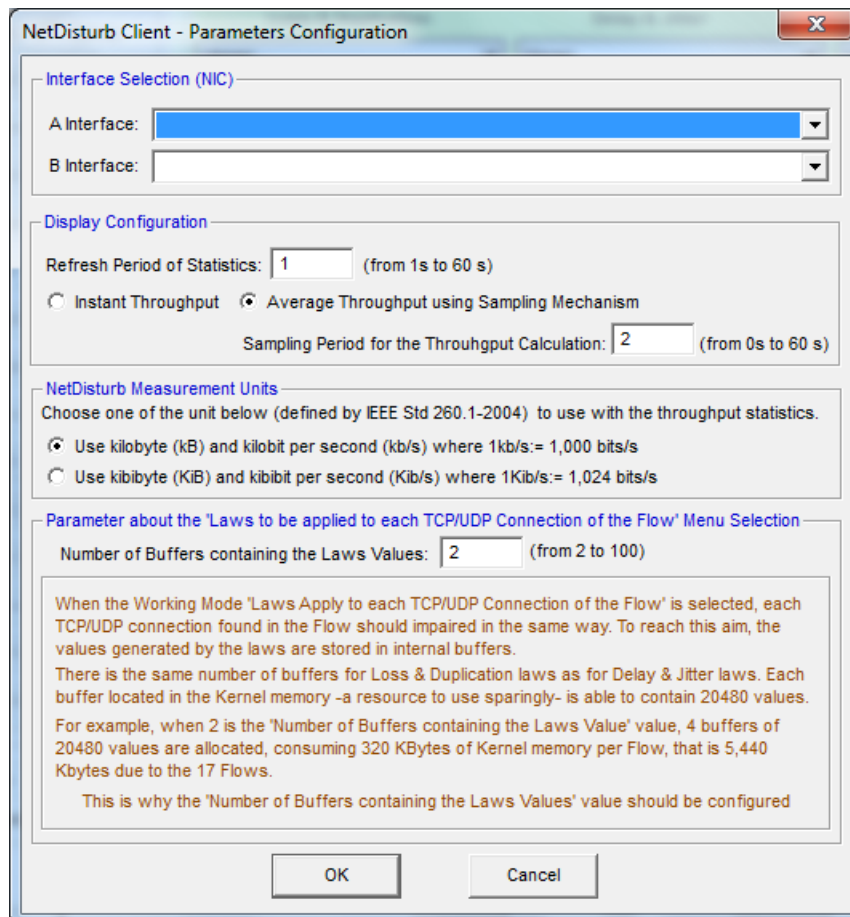 NetDisturb Client - Parameters Configuration
Interface Selection (NIC)
A Interface:
B Interface:
Display Configuration
Refresh Period of Statistics: 1 (from 1s to 60 s)
Instant Throughput Average Throughput using Sampling Mechanism
Sampling Period for the Throuhgput Calculation: 2 (from 0s to 60 s)
NetDisturb Measurement Units
Choose one of the unit below (defined by IEEE Std 260.1-2004) to use with the throughput statistics.
Use kilobyte (kB) and kilobit per second (kb/s) where 1kb/s:= 1,000 bits/s
Use kibibyte (KiB) and kibibit per second (Kib/s) where 1Kib/s:= 1,024 bits/s
Parameter about the 'Laws to be applied to each TCP/UDP Connection of the Flow' Menu Selection
Number of Buffers containing the Laws Values: 2 (from 2 to 100)
When the Working Mode 'Laws Apply to each TCP/UDP Connection of the Flow' is selected, each
TCP/UDP connection found in the Flow should impaired in the same way. To reach this aim, the
values generated by the laws are stored in internal buffers.
There is the same number of buffers for Loss & Duplication laws as for Delay & Jitter laws. Each
buffer located in the Kernel memory -a resource to use sparingly- is able to contain 20480 values.
For example, when 2 is the 'Number of Buffers containing the Laws Value' value, 4 buffers of
20480 values are allocated, consuming 320 KBytes of Kernel memory per Flow, that is 5,440
Kbytes due to the 17 Flows.
This is why the 'Number of Buffers containing the Laws Values' value should be configured
OK Cancel